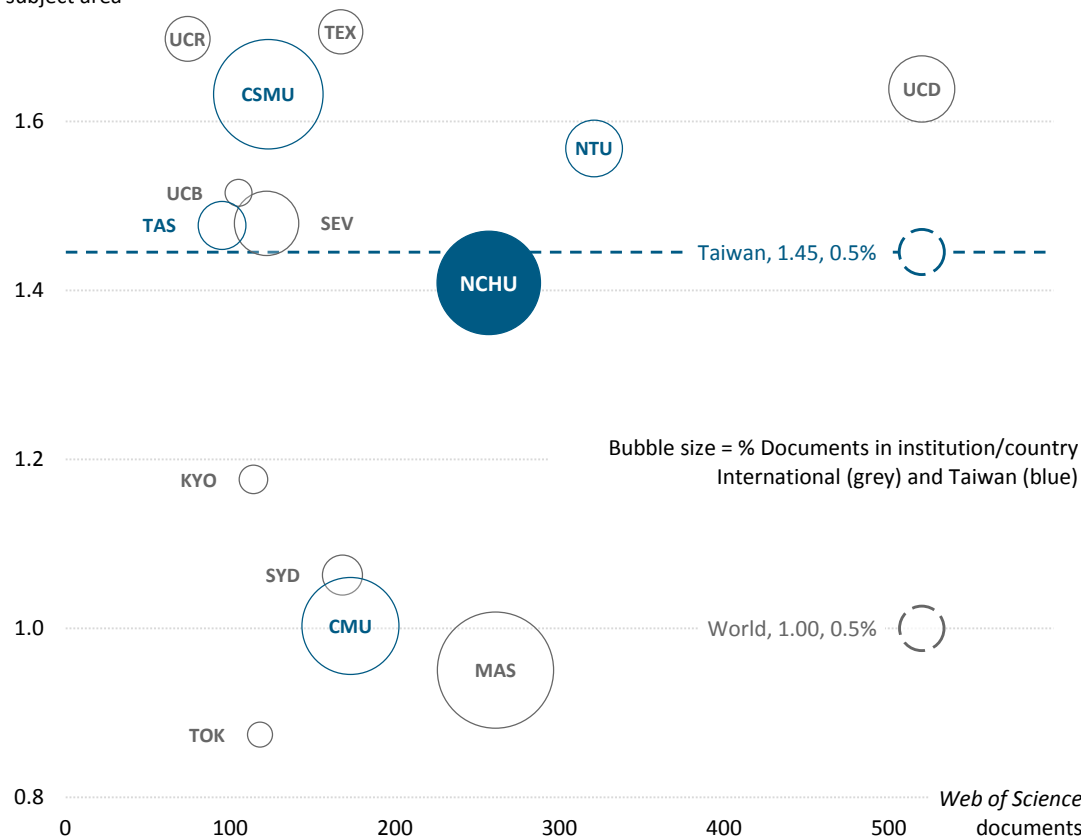 subject area
UCR
TEX
CSMU
UCD
1.6
NTU
UCB
TAS
SEV
Taiwan, 1.45, 0.5%
NCHU
1.4
Bubble size = % Documents in institution/country
International (grey) and Taiwan (blue)
1.2
KYO
SYD
CMU
1.0
World, 1.00, 0.5%
MAS
TOK
0.8
Web of Science
documents
0 100 200 300 400 500